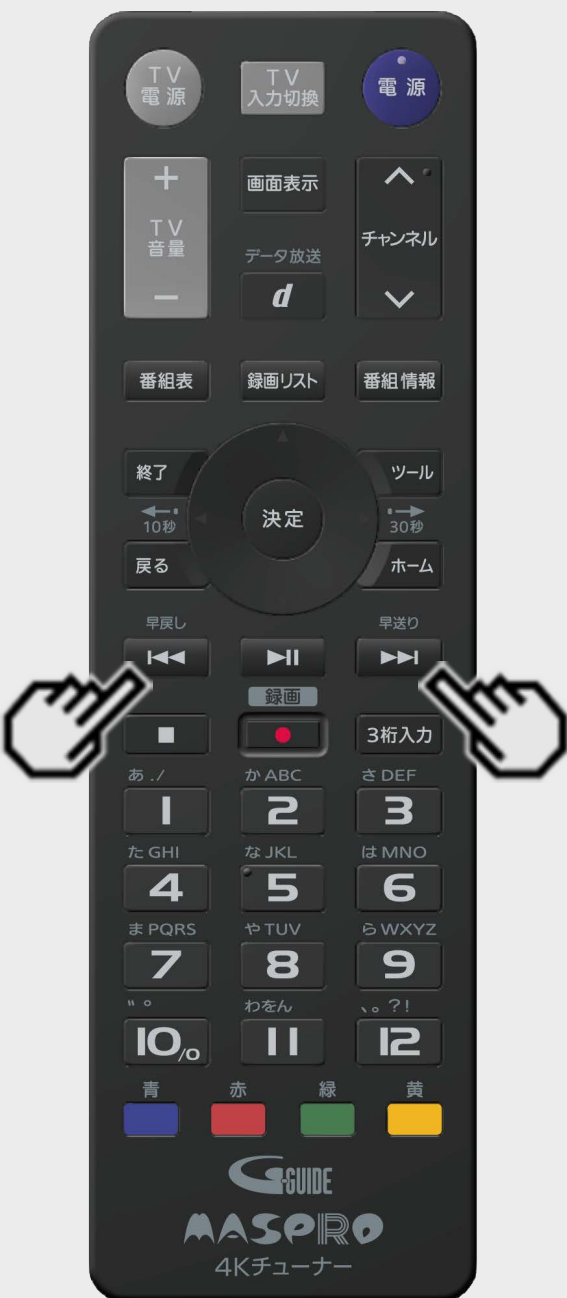 TV
電源
TV
入力切換
電源
+
TV
音量
−
画面表示
チャンネル
データ放送
d
番組表
録画リスト
番組情報
終了
ツール
10秒
決定
30秒
戻る
ホーム
早戻し
早送り
録画
3桁入力
あ./
かABC
さDEF
1
2
3
たGHI
なJKL
はMNO
4
5
6
まPQRS
やTUV
らWXYZ
7
8
9
゛゜
わをん
、。?!
10/0
11
12
青
赤
緑
黄
G-GUIDE
MASPRO
4Kチューナー